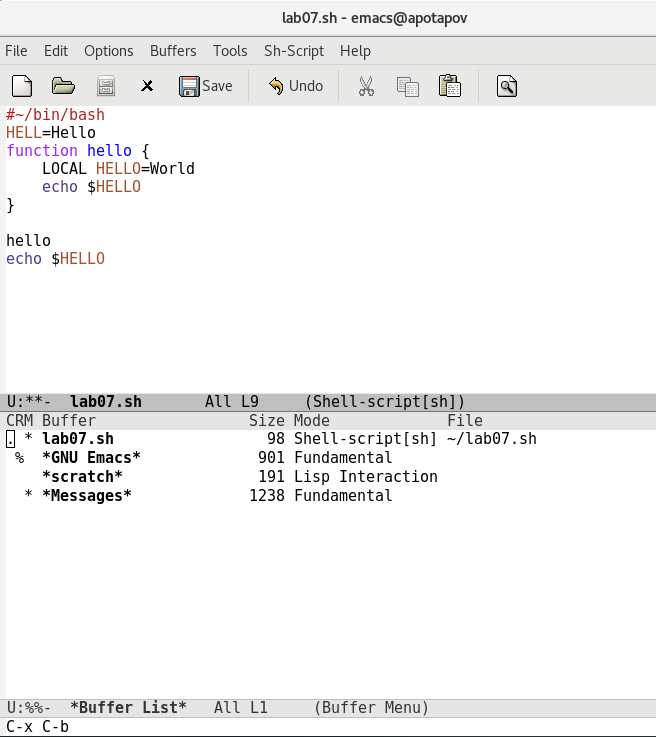 lab07.sh - emacs@apotapov
File Edit Options Buffers Tools Sh-Script Help
Save Undo
#~/bin/bash
HELL=Hello
function hello {
    LOCAL HELLO=World
    echo $HELLO
}
hello
echo $HELLO
U:**-  lab07.sh       All L9     (Shell-script[sh])
CRM Buffer                 Size Mode             File
. * lab07.sh                 98 Shell-script[sh] ~/lab07.sh
 %  *GNU Emacs*             901 Fundamental
    *scratch*               191 Lisp Interaction
  * *Messages*             1238 Fundamental
U:%%-  *Buffer List*   All L1     (Buffer Menu)
C-x C-b